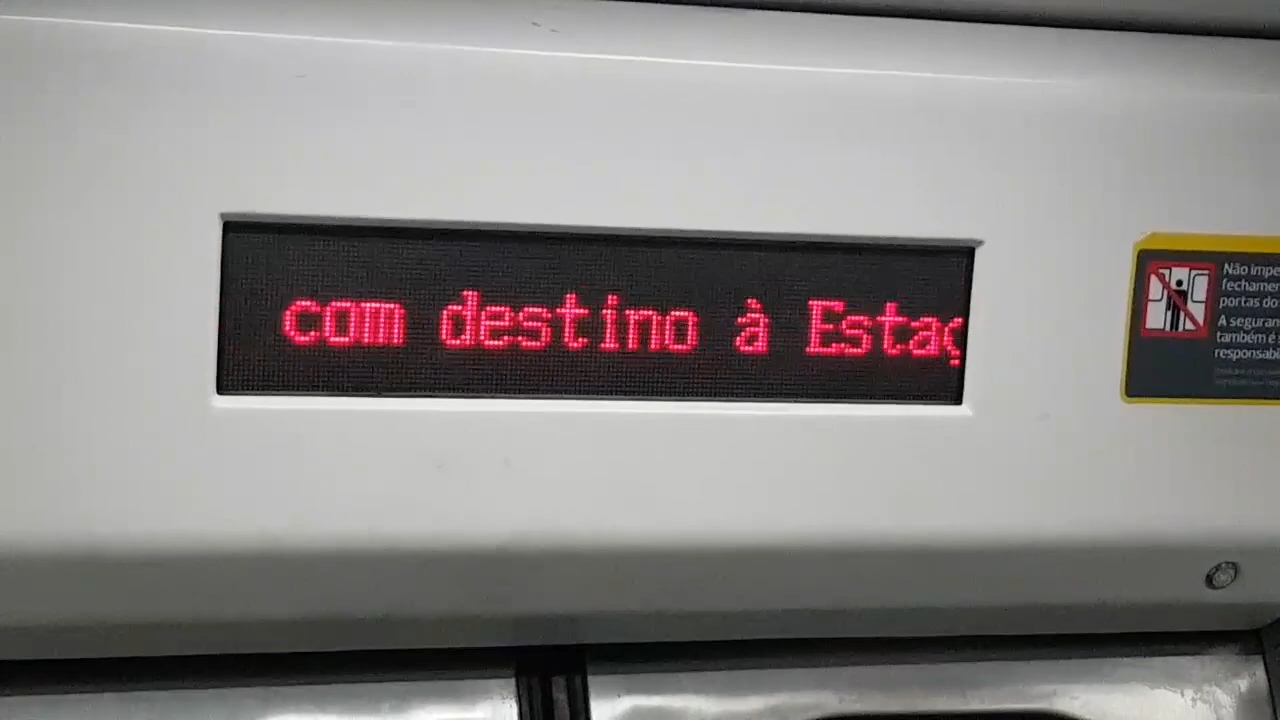 com destino à Estaç
Não impe
fechamen
portas do
A seguran
também é s
responsabi